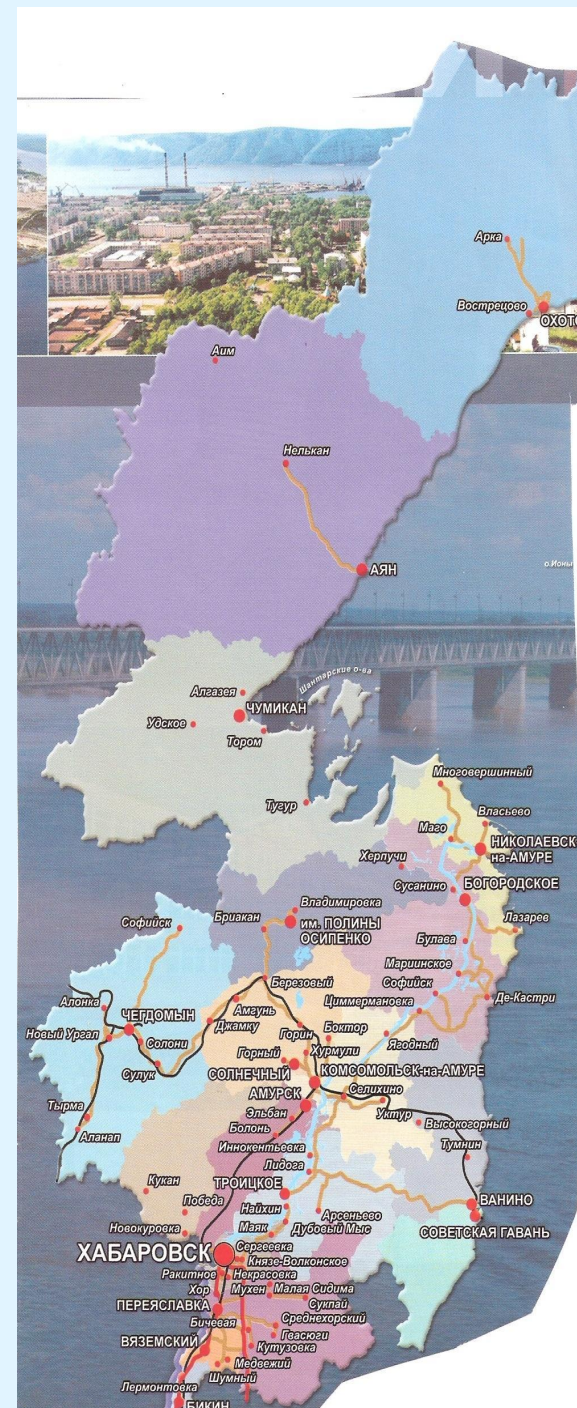 Арка
Вострецово
ОХОТС
Аим
Нелькан
АЯН
о.Ионы
Шантарские о-ва
Алгазея
ЧУМИКАН
Удское
Тором
Тугур
Многовершинный
Власьево
Маго
НИКОЛАЕВСК-
на-АМУРЕ
Херпучи
Сусанино
БОГОРОДСКОЕ
Владимировка
Софийск
Бриакан
им. ПОЛИНЫ
ОСИПЕНКО
Лазарев
Булава
Мариинское
Березовый
Софийск
Алонка
Амгунь
Циммермановка
Де-Кастри
ЧЕГДОМЫН
Джамку
Новый Ургал
Солони
Горин
Боктор
Ягодный
Горный
Хурмули
Сулук
СОЛНЕЧНЫЙ
КОМСОМОЛЬСК-на-АМУРЕ
АМУРСК
Селихино
Тырма
Эльбан
Уктур
Аланап
Болонь
Высокогорный
Иннокентьевка
Тумнин
Лидога
Кукан
ТРОИЦКОЕ
Победа
Найхин
Арсеньево
ВАНИНО
Новокуровка
Маяк
Дубовый Мыс
СОВЕТСКАЯ ГАВАНЬ
ХАБАРОВСК
Сергеевка
Князе-Волконское
Ракитное
Некрасовка
Хор
Мухен
Малая Сидима
ПЕРЕЯСЛАВКА
Сукпай
Бичевая
Среднехорский
ВЯЗЕМСКИЙ
Гвасюги
Кутузовка
Медвежий
Шумный
Лермонтовка
БИКИН